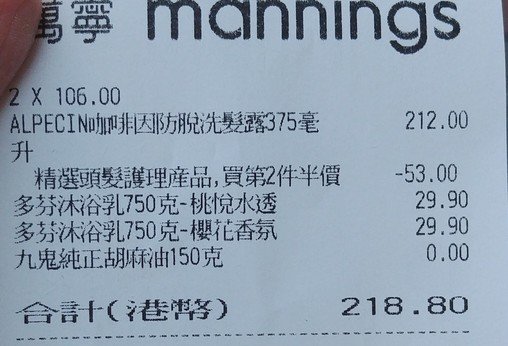 萬寧 mannings
2 X 106.00
ALPECIN咖啡因防脫洗髮露375毫 212.00
升
精選頭髮護理産品,買第2件半價 -53.00
多芬沐浴乳750克-桃悅水透 29.90
多芬沐浴乳750克-櫻花香氛 29.90
九鬼純正胡麻油150克 0.00
合計(港幣) 218.80